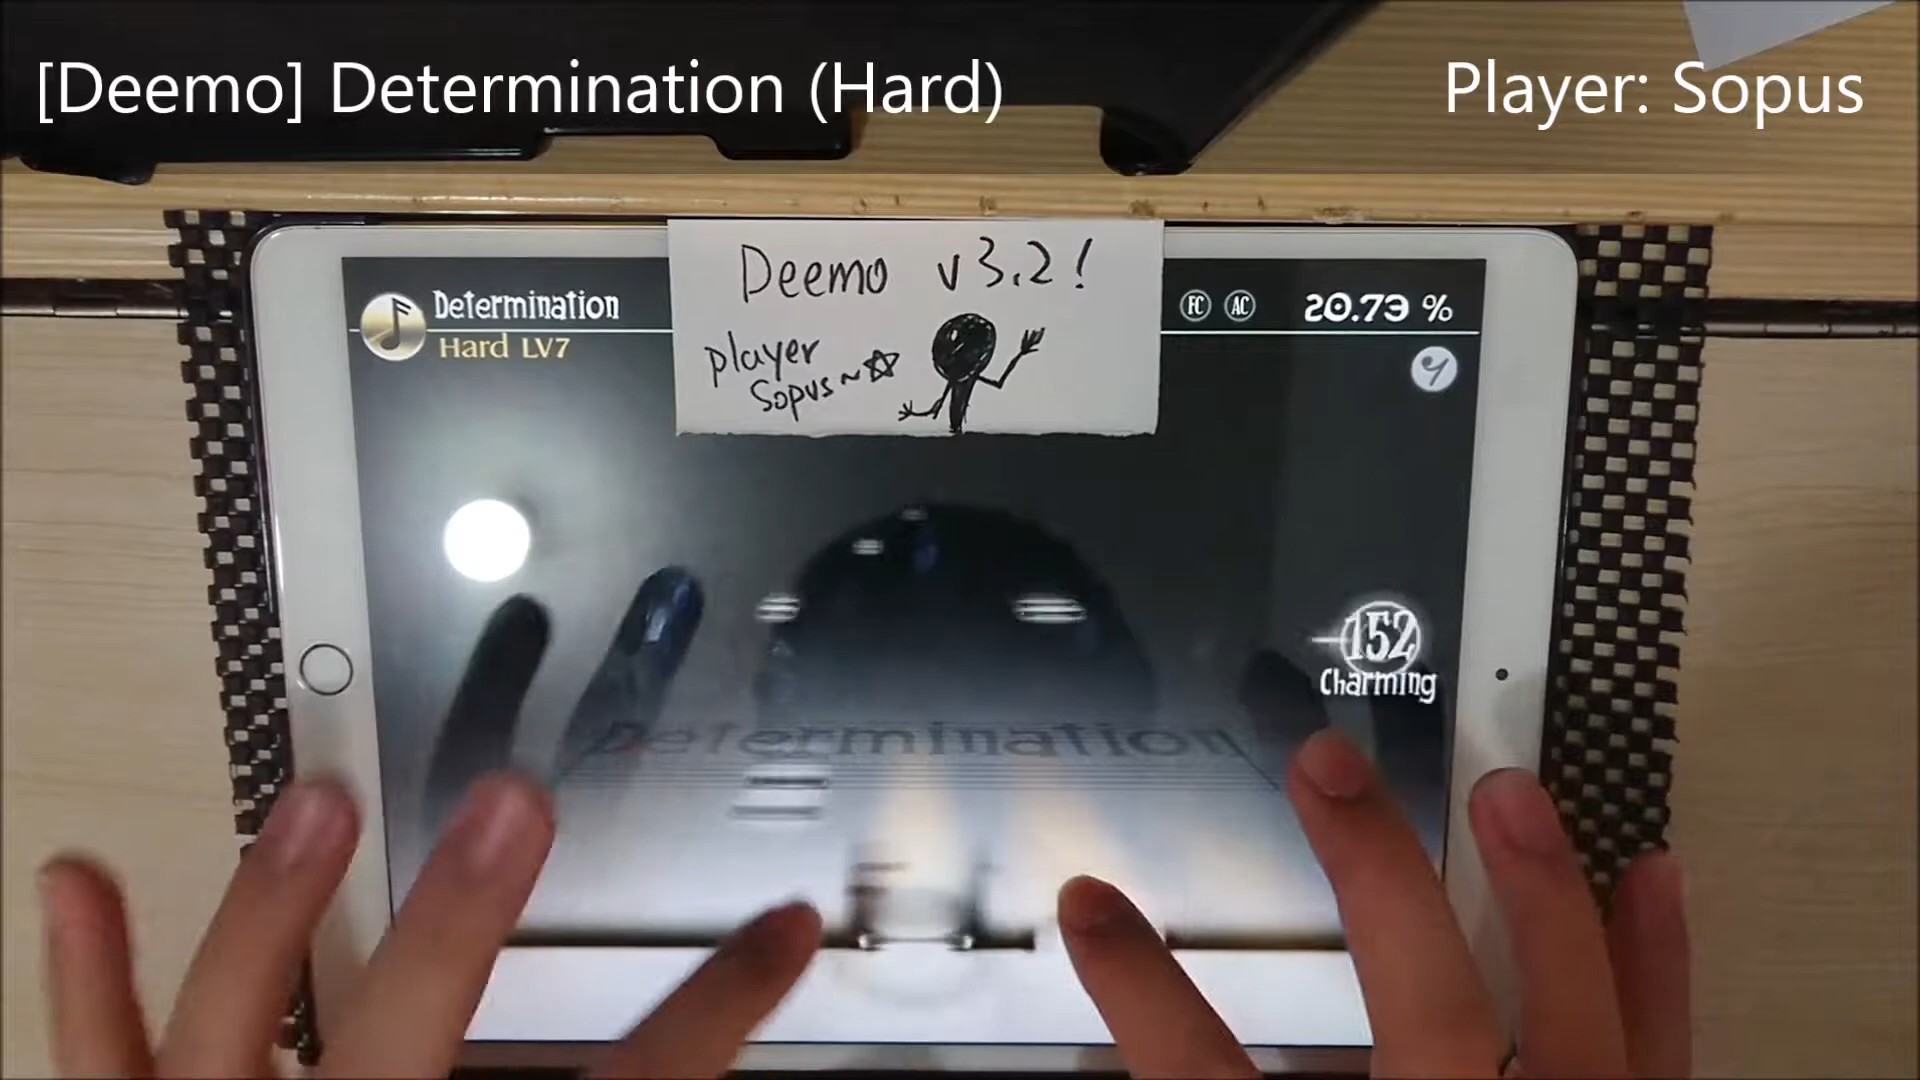 [Deemo] Determination (Hard)
Player: Sopus
Deemo v3.2!
player
Sopus~☆
Determination
Hard LV7
FC AC 20.73 %
152
Charming
Determination